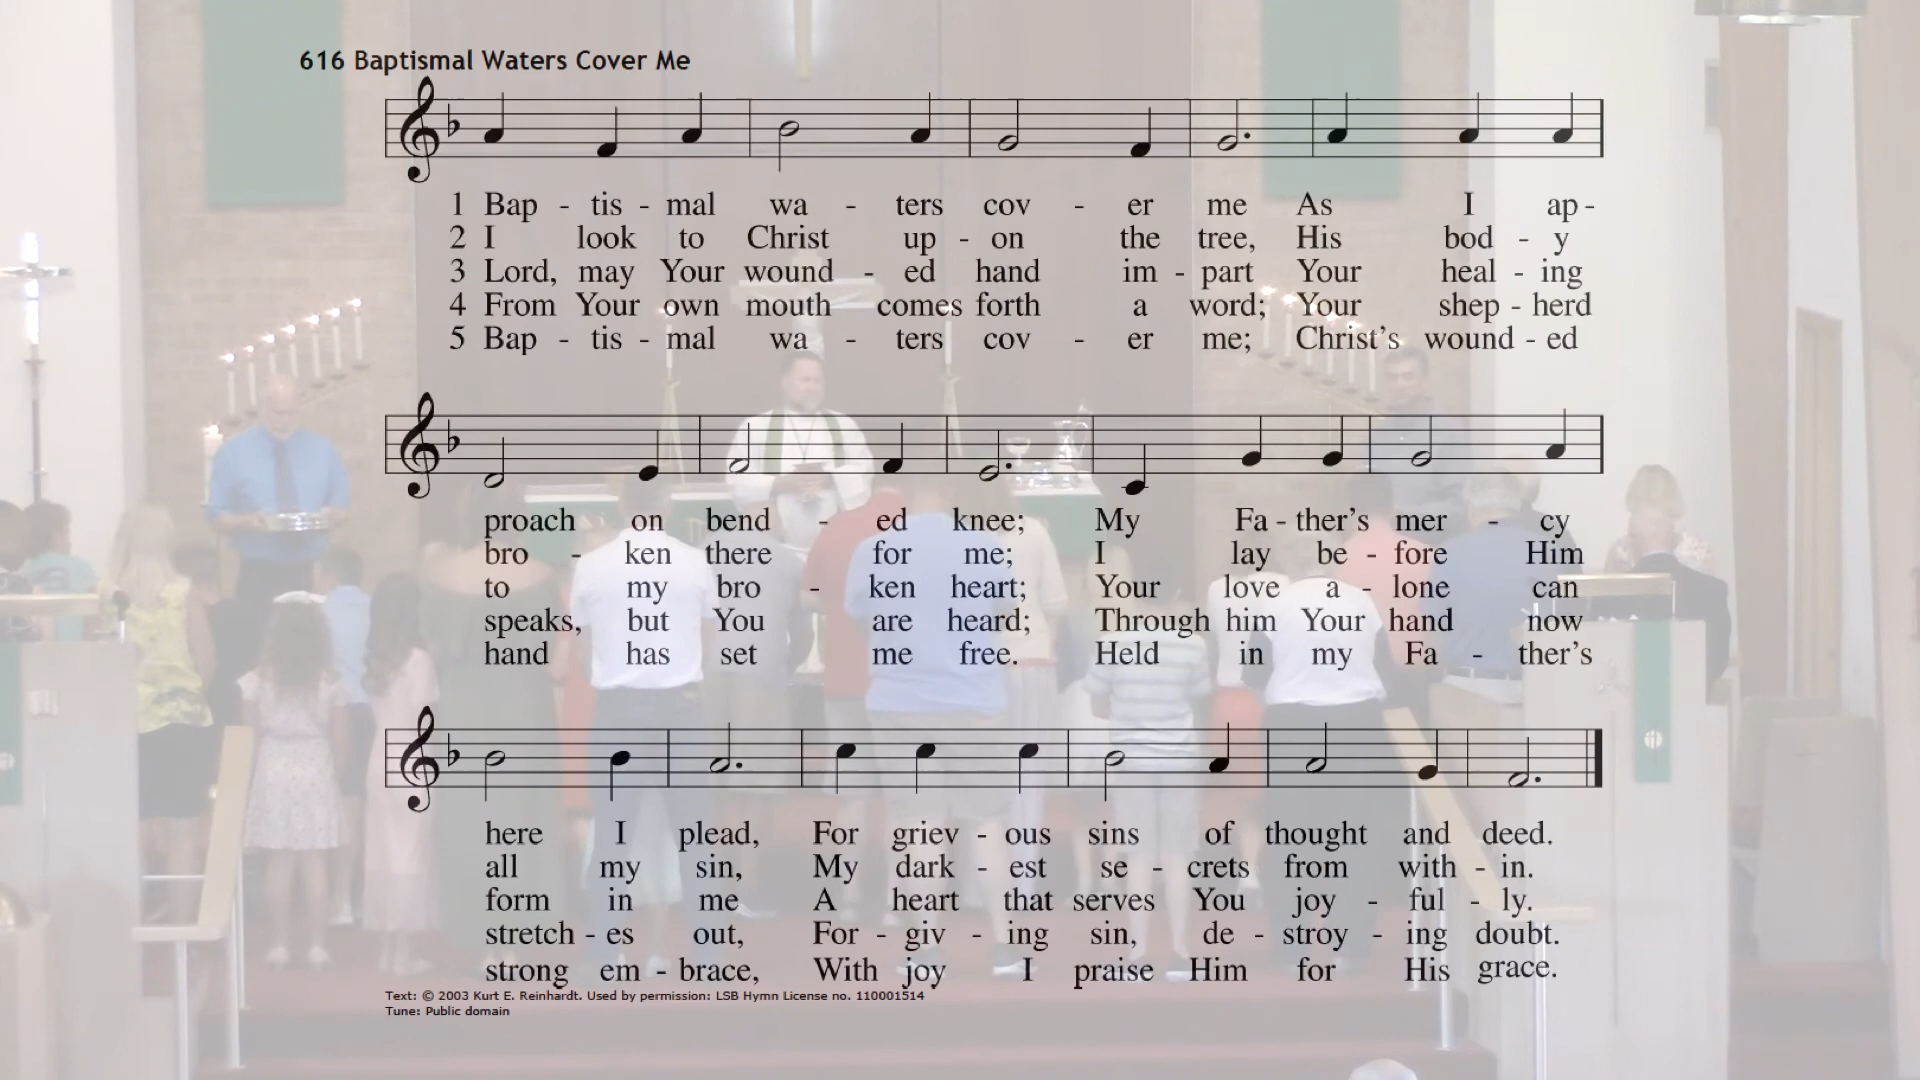 616 Baptismal Waters Cover Me
1 Bap - tis - mal wa - ters cov - er me As I ap -
2 I look to Christ up - on the tree, His bod - y
3 Lord, may Your wound - ed hand im - part Your heal - ing
4 From Your own mouth comes forth a word; Your shep - herd
5 Bap - tis - mal wa - ters cov - er me; Christ's wound - ed
proach on bend - ed knee; My Fa - ther's mer - cy
bro - ken there for me; I lay be - fore Him
to my bro - ken heart; Your love a - lone can
speaks, but You are heard; Through him Your hand now
hand has set me free. Held in my Fa - ther's
here I plead, For griev - ous sins of thought and deed.
all my sin, My dark - est se - crets from with - in.
form in me A heart that serves You joy - ful - ly.
stretch - es out, For - giv - ing sin, de - stroy - ing doubt.
strong em - brace, With joy I praise Him for His grace.
Text: © 2003 Kurt E. Reinhardt. Used by permission: LSB Hymn License no. 110001514
Tune: Public domain